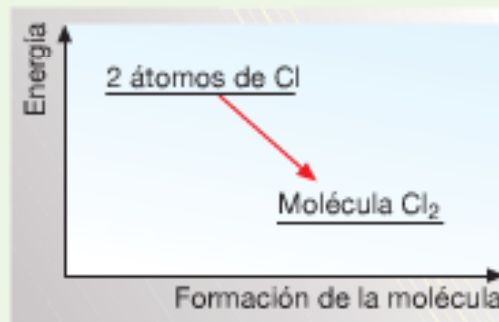 Energía
2 átomos de Cl
Molécula Cl₂
Formación de la molécula